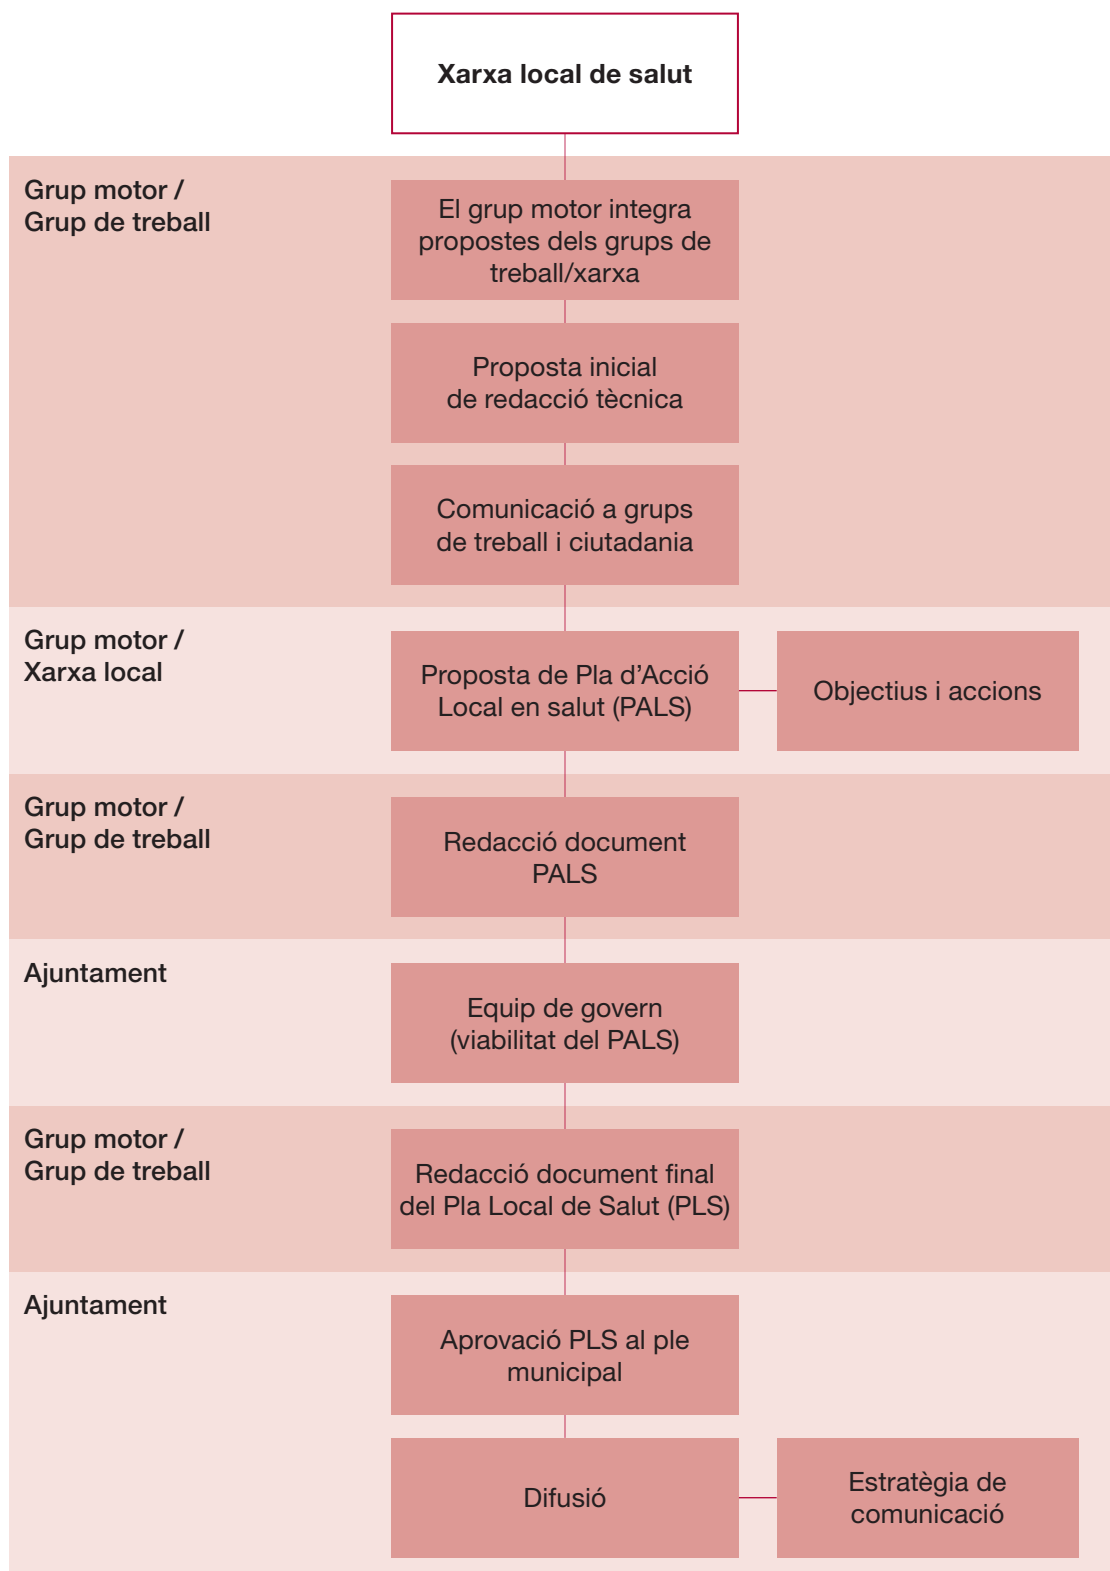 Xarxa local de salut
Grup motor /
Grup de treball
El grup motor integra
propostes dels grups de
treball/xarxa
Proposta inicial
de redacció tècnica
Comunicació a grups
de treball i ciutadania
Grup motor /
Xarxa local
Proposta de Pla d’Acció
Local en salut (PALS)
Objectius i accions
Grup motor /
Grup de treball
Redacció document
PALS
Ajuntament
Equip de govern
(viabilitat del PALS)
Grup motor /
Grup de treball
Redacció document final
del Pla Local de Salut (PLS)
Ajuntament
Aprovació PLS al ple
municipal
Difusió
Estratègia de
comunicació